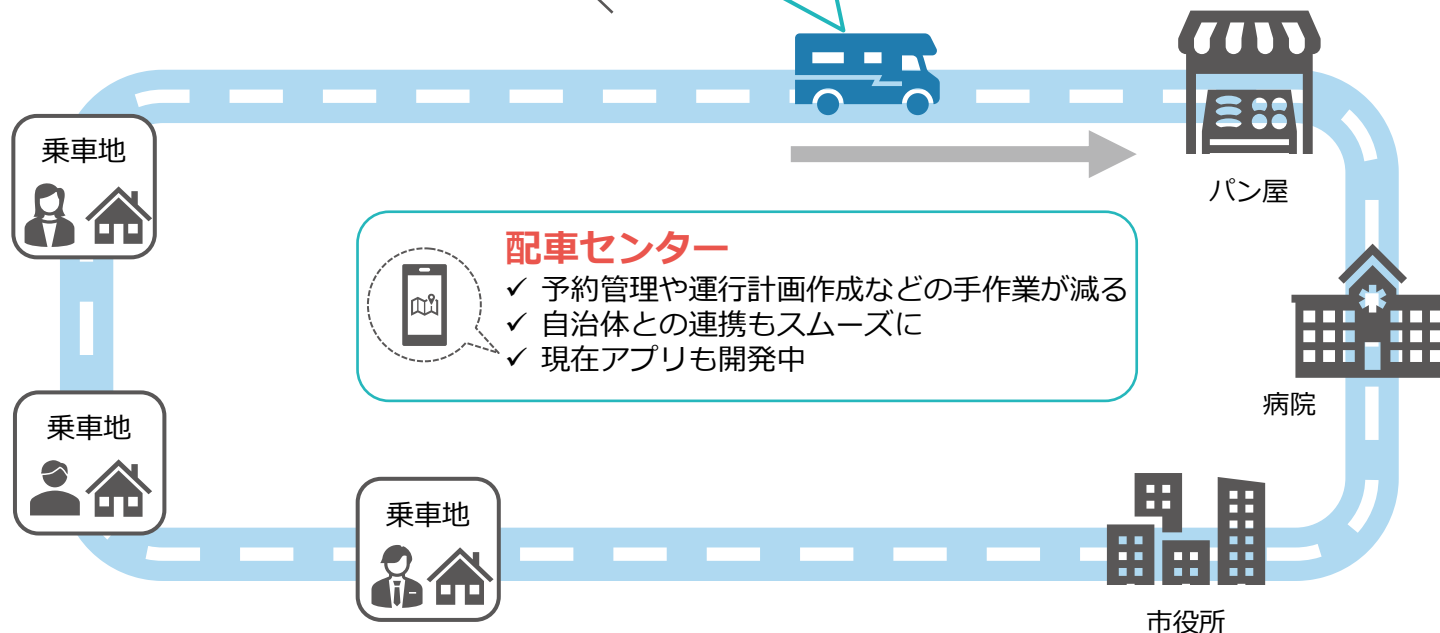 乗車地
パン屋
配車センター
✓ 予約管理や運行計画作成などの手作業が減る
✓ 自治体との連携もスムーズに
✓ 現在アプリも開発中
病院
乗車地
乗車地
市役所